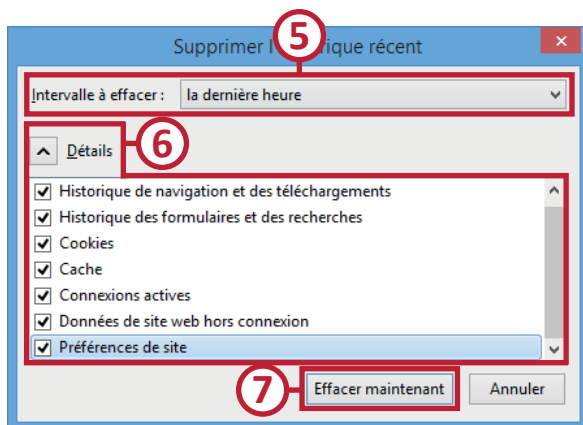 Supprimer l' rique récent
5
Intervalle à effacer : la dernière heure
6
Détails
Historique de navigation et des téléchargements
Historique des formulaires et des recherches
Cookies
Cache
Connexions actives
Données de site web hors connexion
Préférences de site
7
Effacer maintenant Annuler